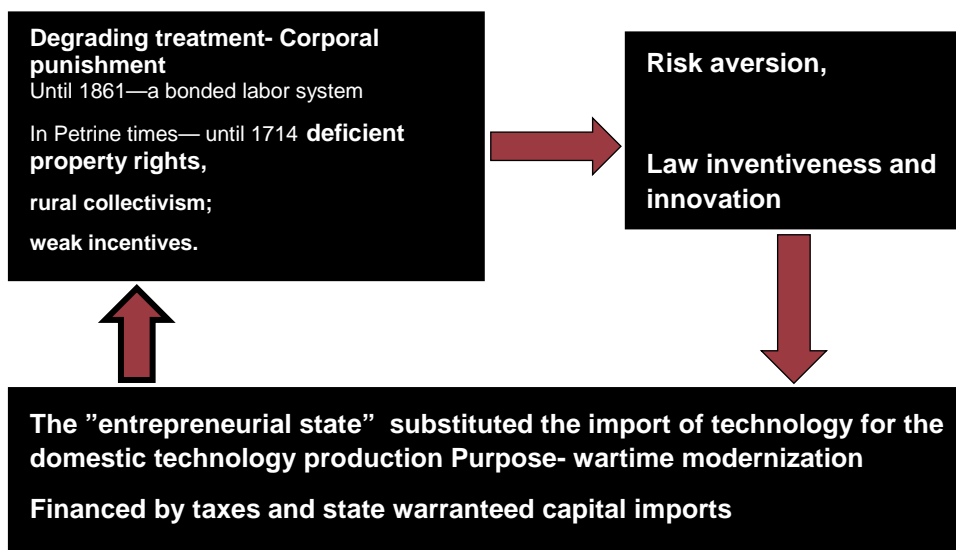 Degrading treatment- Corporal
punishment
Until 1861—a bonded labor system
In Petrine times— until 1714 deficient
property rights,
rural collectivism;
weak incentives.
Risk aversion,
Law inventiveness and
innovation
The ”entrepreneurial state” substituted the import of technology for the
domestic technology production Purpose- wartime modernization
Financed by taxes and state warranteed capital imports